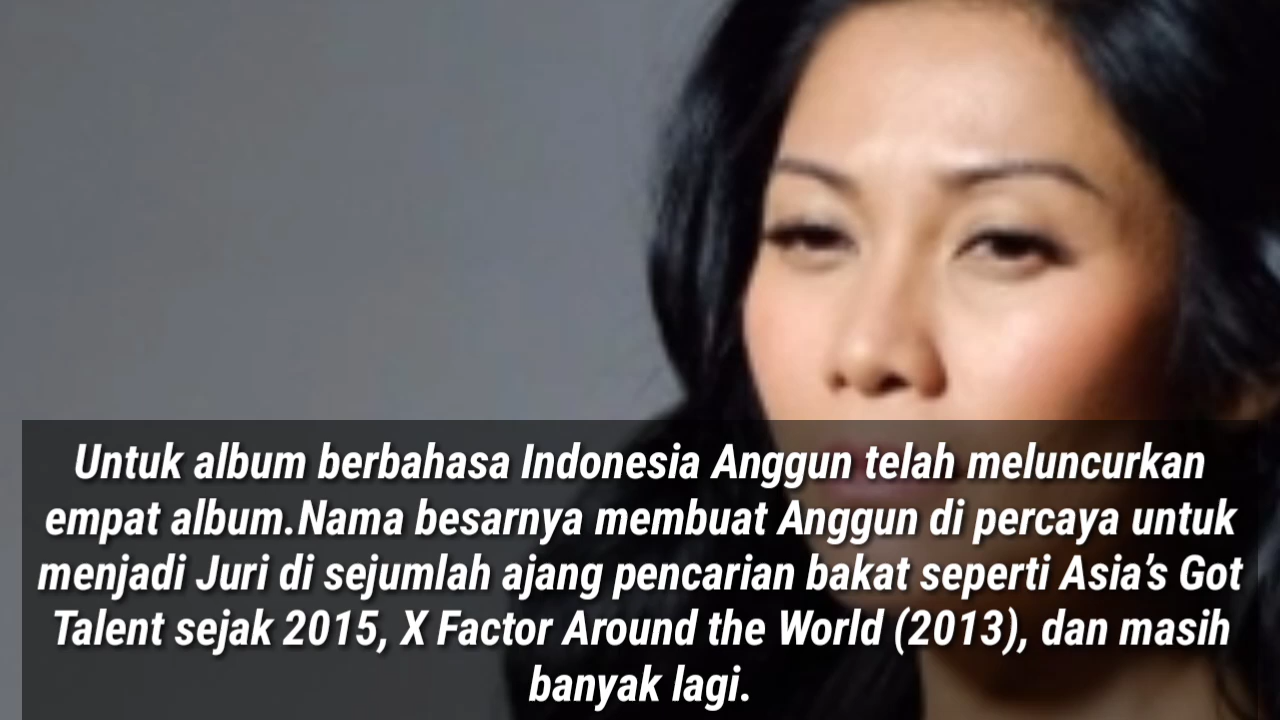 Untuk album berbahasa Indonesia Anggun telah meluncurkan
empat album.Nama besarnya membuat Anggun di percaya untuk
menjadi Juri di sejumlah ajang pencarian bakat seperti Asia’s Got
Talent sejak 2015, X Factor Around the World (2013), dan masih
banyak lagi.